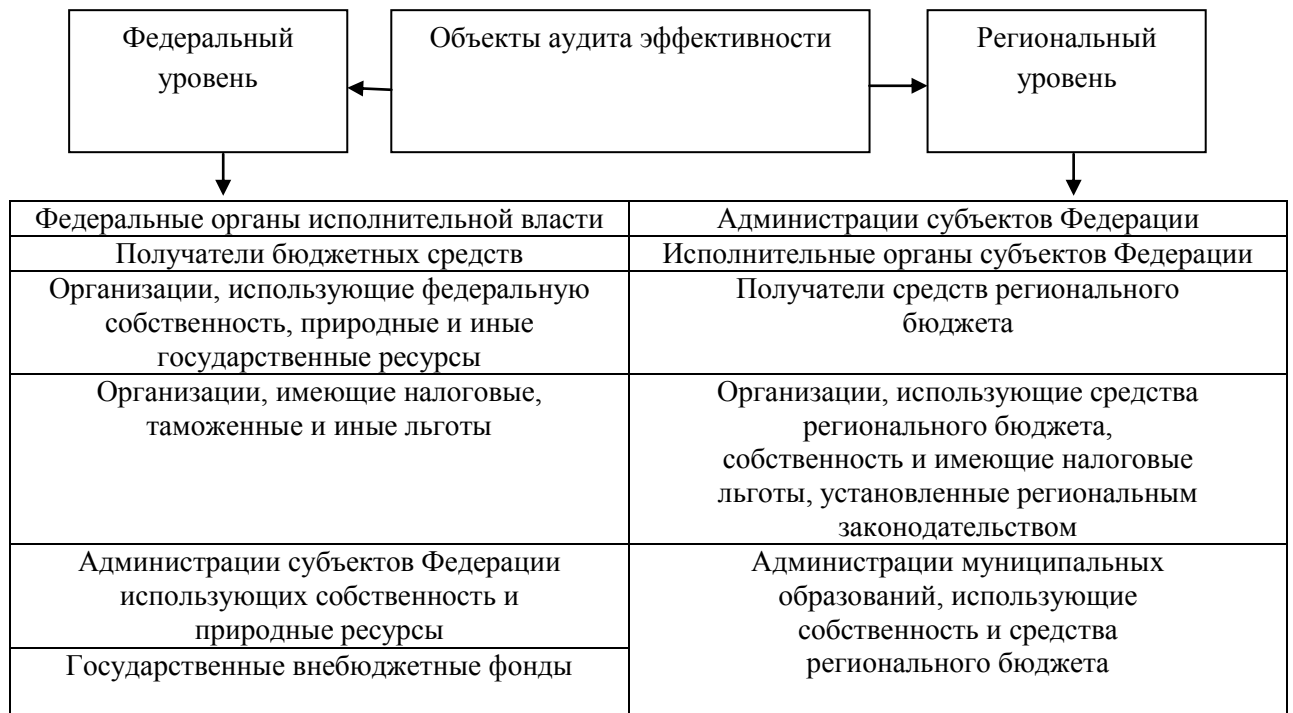 Федеральный
уровень
Объекты аудита эффективности
Региональный
уровень
Федеральные органы исполнительной власти
Администрации субъектов Федерации
Получатели бюджетных средств
Исполнительные органы субъектов Федерации
Организации, использующие федеральную
собственность, природные и иные
государственные ресурсы
Получатели средств регионального
бюджета
Организации, имеющие налоговые,
таможенные и иные льготы
Организации, использующие средства
регионального бюджета,
собственность и имеющие налоговые
льготы, установленные региональным
законодательством
Администрации субъектов Федерации
использующих собственность и
природные ресурсы
Администрации муниципальных
образований, использующие
собственность и средства
регионального бюджета
Государственные внебюджетные фонды